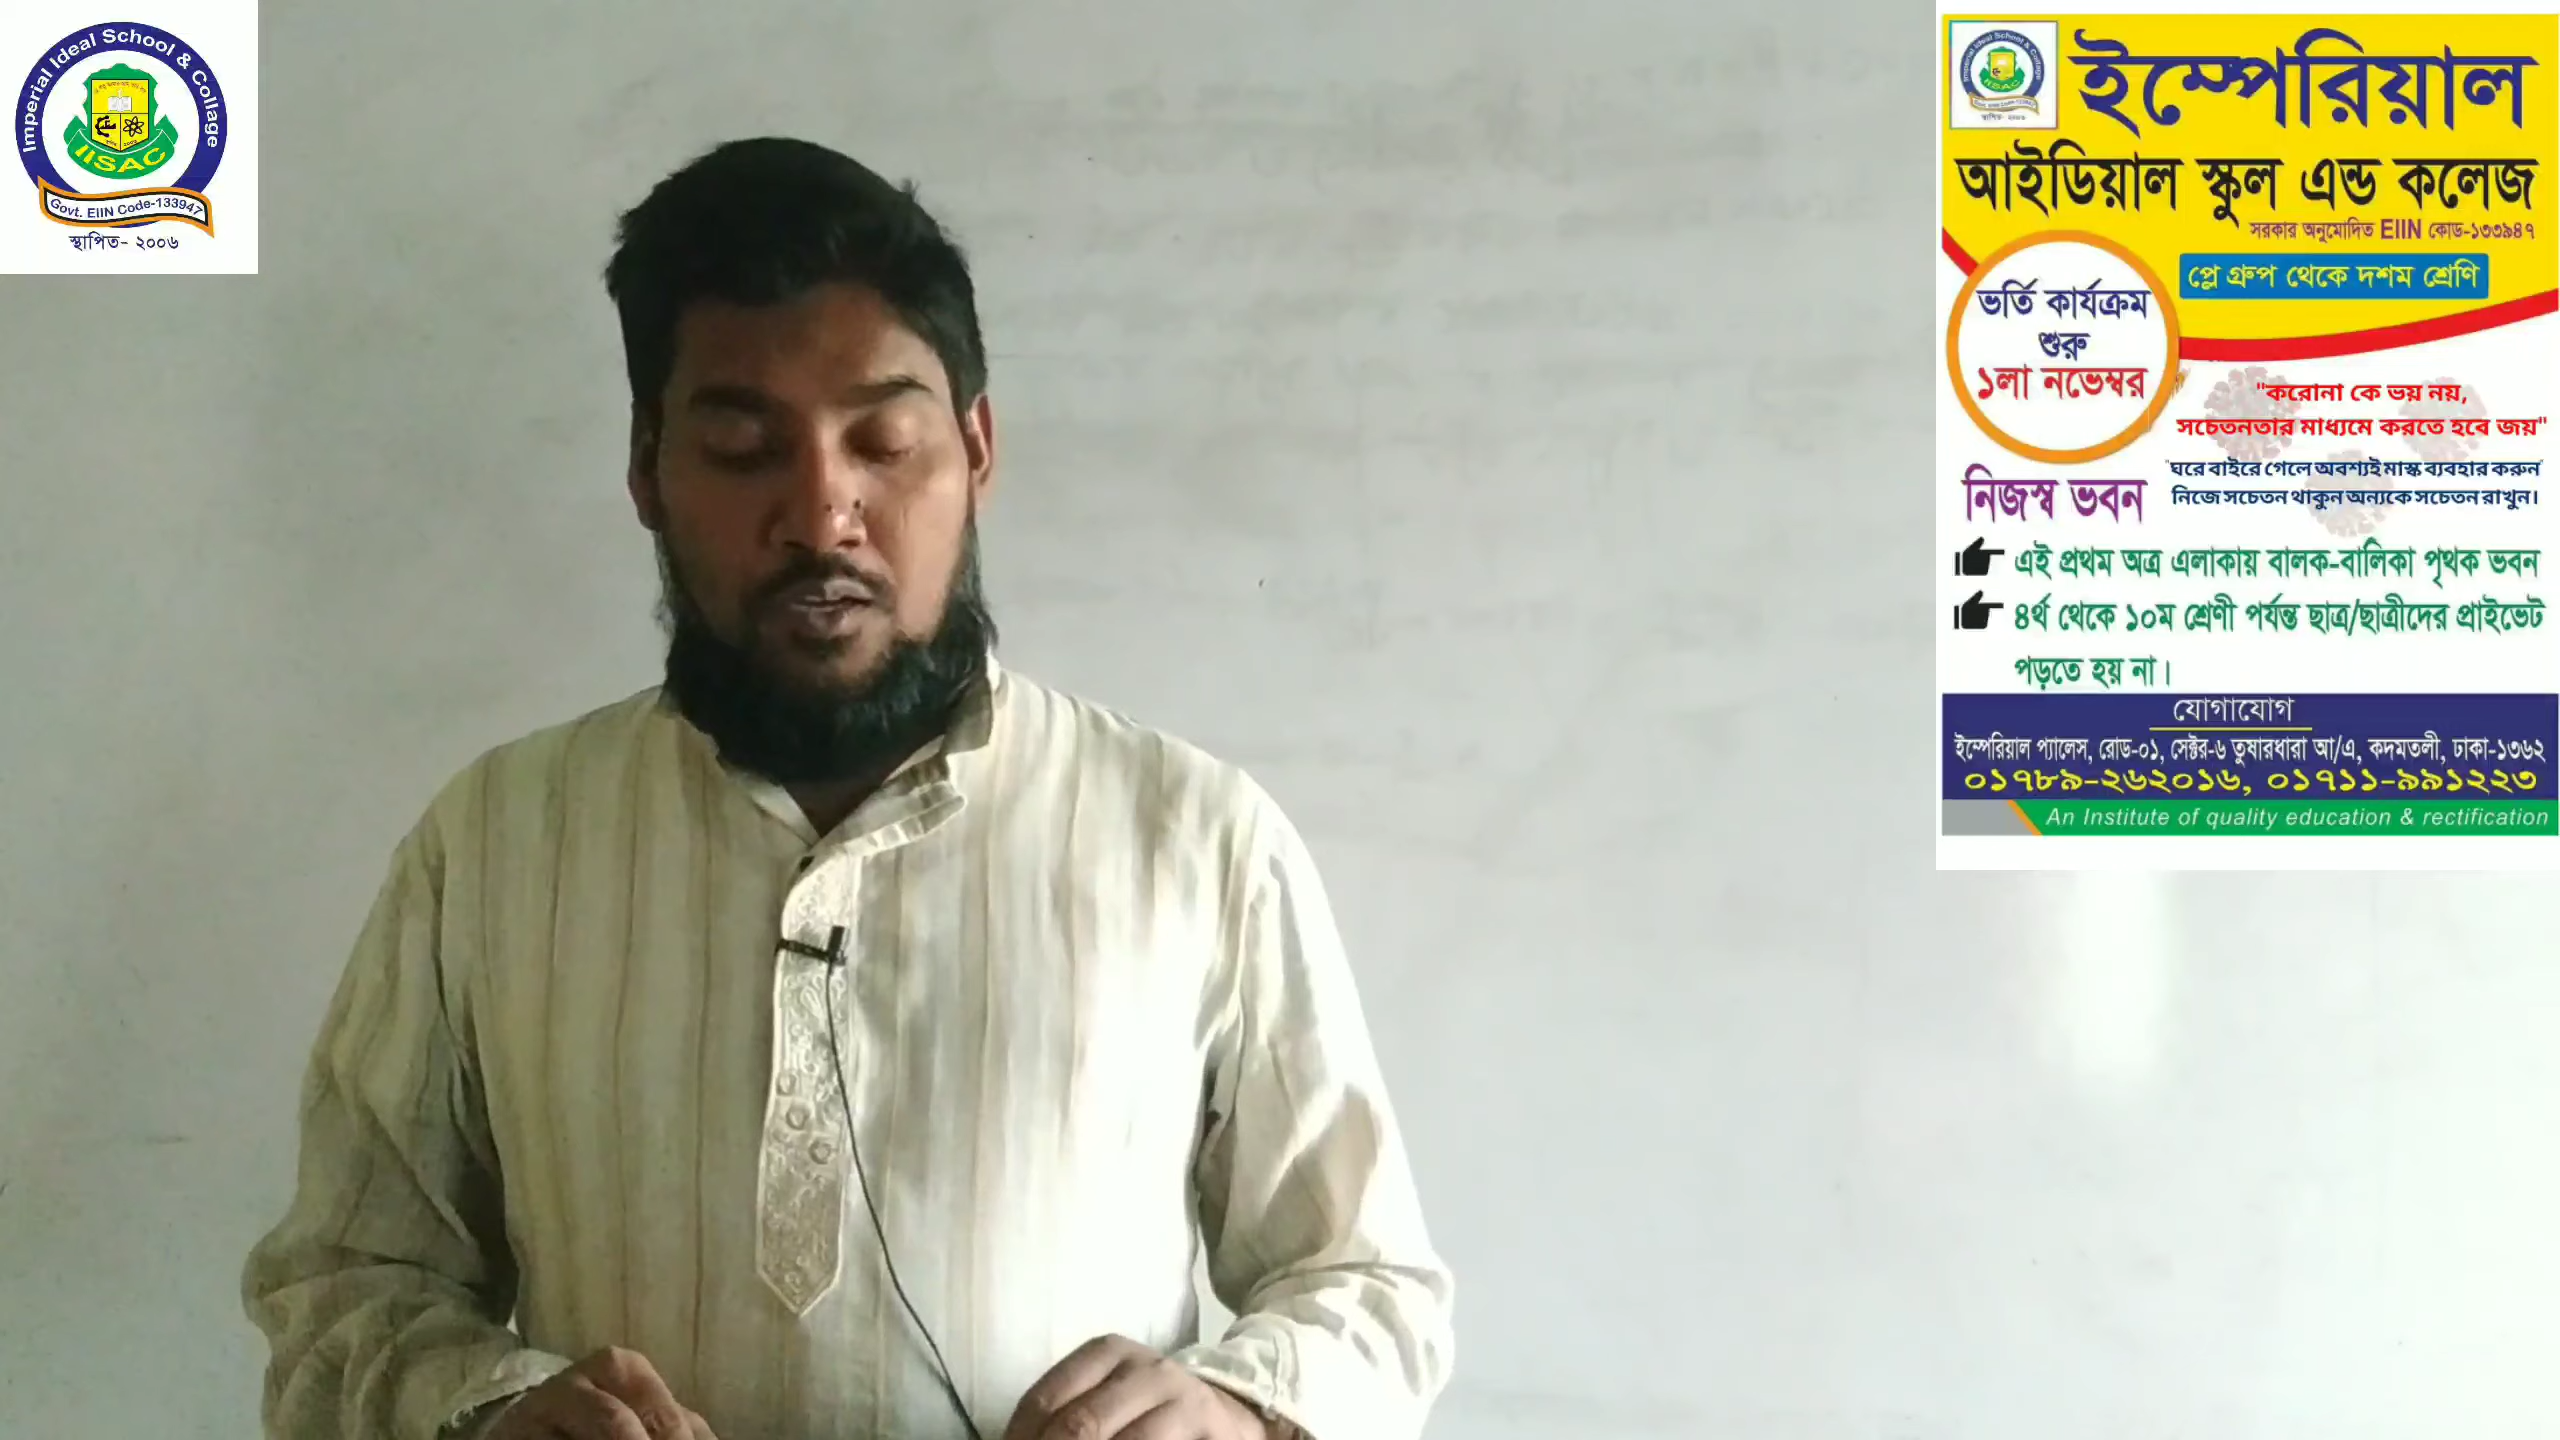 Imperial Ideal School & Collage
IISAC
Govt. EIIN Code-133947
স্থাপিত- ২০০৬
ইম্পেরিয়াল
আইডিয়াল স্কুল এন্ড কলেজ
সরকার অনুমোদিত EIIN কোড-১৩৩৯৪৭
প্লে গ্রুপ থেকে দশম শ্রেণি
ভর্তি কার্যক্রম
শুরু
১লা নভেম্বর
"করোনা কে ভয় নয়,
সচেতনতার মাধ্যমে করতে হবে জয়"
"ঘরে বাইরে গেলে অবশ্যই মাস্ক ব্যবহার করুন
নিজে সচেতন থাকুন অন্যকে সচেতন রাখুন।
নিজস্ব ভবন
এই প্রথম অত্র এলাকায় বালক-বালিকা পৃথক ভবন
৪র্থ থেকে ১০ম শ্রেণী পর্যন্ত ছাত্র/ছাত্রীদের প্রাইভেট
পড়তে হয় না।
যোগাযোগ
ইম্পেরিয়াল প্যালেস, রোড-০১, সেক্টর-৬ তুষারধারা আ/এ, কদমতলী, ঢাকা-১৩৬২
০১৭৮৯-২৬২০১৬, ০১৭১১-৯৯১২২৩
An Institute of quality education & rectification